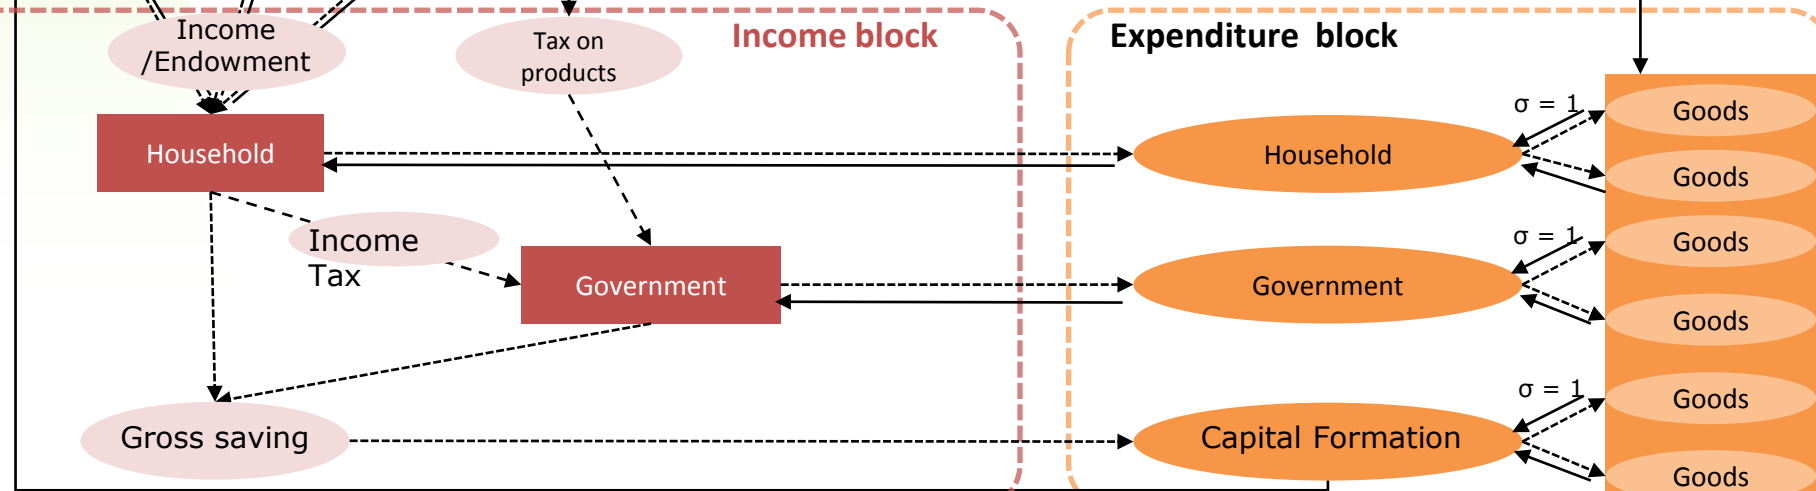 Income
/Endowment
Tax on
products
Income block
Expenditure  block
σ = 1
Goods
Household
Household
Goods
Income
Tax
σ = 1
Goods
Government
Government
Goods
σ = 1
Goods
Gross saving
Capital Formation
Goods